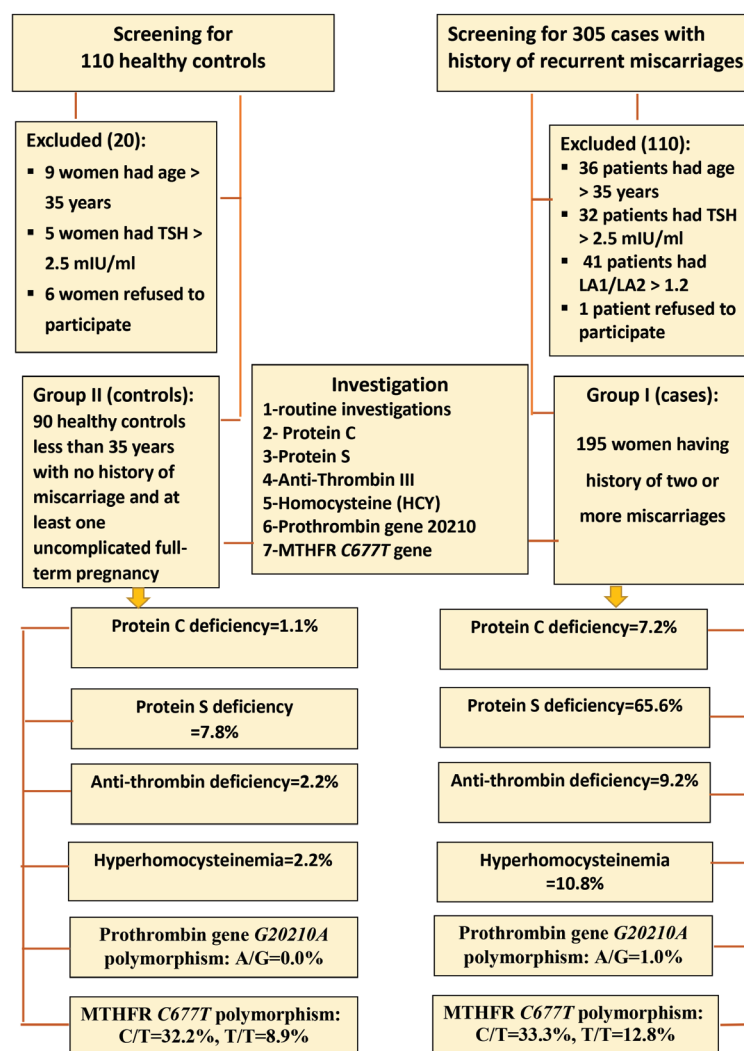 Screening for
110 healthy controls
Screening for 305 cases with
history of recurrent miscarriages
Excluded (20):
▪ 9 women had age >
35 years
▪ 5 women had TSH >
2.5 mIU/ml
▪ 6 women refused to
participate
Excluded (110):
▪ 36 patients had age
> 35 years
▪ 32 patients had TSH
> 2.5 mIU/ml
▪ 41 patients had
LA1/LA2 > 1.2
▪ 1 patient refused to
participate
Group II (controls):
90 healthy controls
less than 35 years
with no history of
miscarriage and at
least one
uncomplicated full-
term pregnancy
Investigation
1-routine investigations
2- Protein C
3-Protein S
4-Anti-Thrombin III
5-Homocysteine (HCY)
6-Prothrombin gene 20210
7-MTHFR C677T gene
Group I (cases):
195 women having
history of two or
more miscarriages
Protein C deficiency=1.1%
Protein S deficiency
=7.8%
Anti-thrombin deficiency=2.2%
Hyperhomocysteinemia=2.2%
Prothrombin gene G20210A
polymorphism: A/G=0.0%
MTHFR C677T polymorphism:
C/T=32.2%, T/T=8.9%
Protein C deficiency=7.2%
Protein S deficiency=65.6%
Anti-thrombin deficiency=9.2%
Hyperhomocysteinemia
=10.8%
Prothrombin gene G20210A
polymorphism: A/G=1.0%
MTHFR C677T polymorphism:
C/T=33.3%, T/T=12.8%